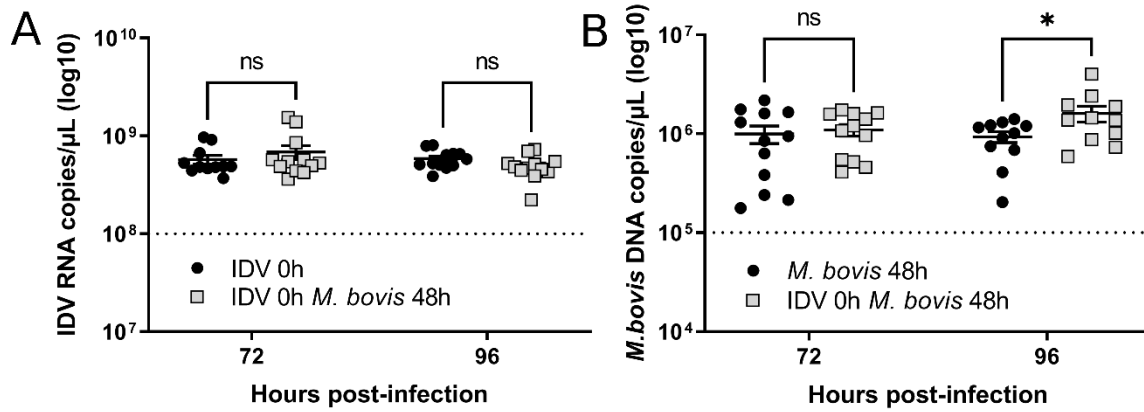 A
IDV RNA copies/µL (log10)
10¹⁰
10⁹
10⁸
10⁷
ns
ns
IDV 0h
IDV 0h M. bovis 48h
72
96
Hours post-infection
B
M.bovis DNA copies/µL (log10)
10⁷
10⁶
10⁵
10⁴
ns
*
M. bovis 48h
IDV 0h M. bovis 48h
72
96
Hours post-infection